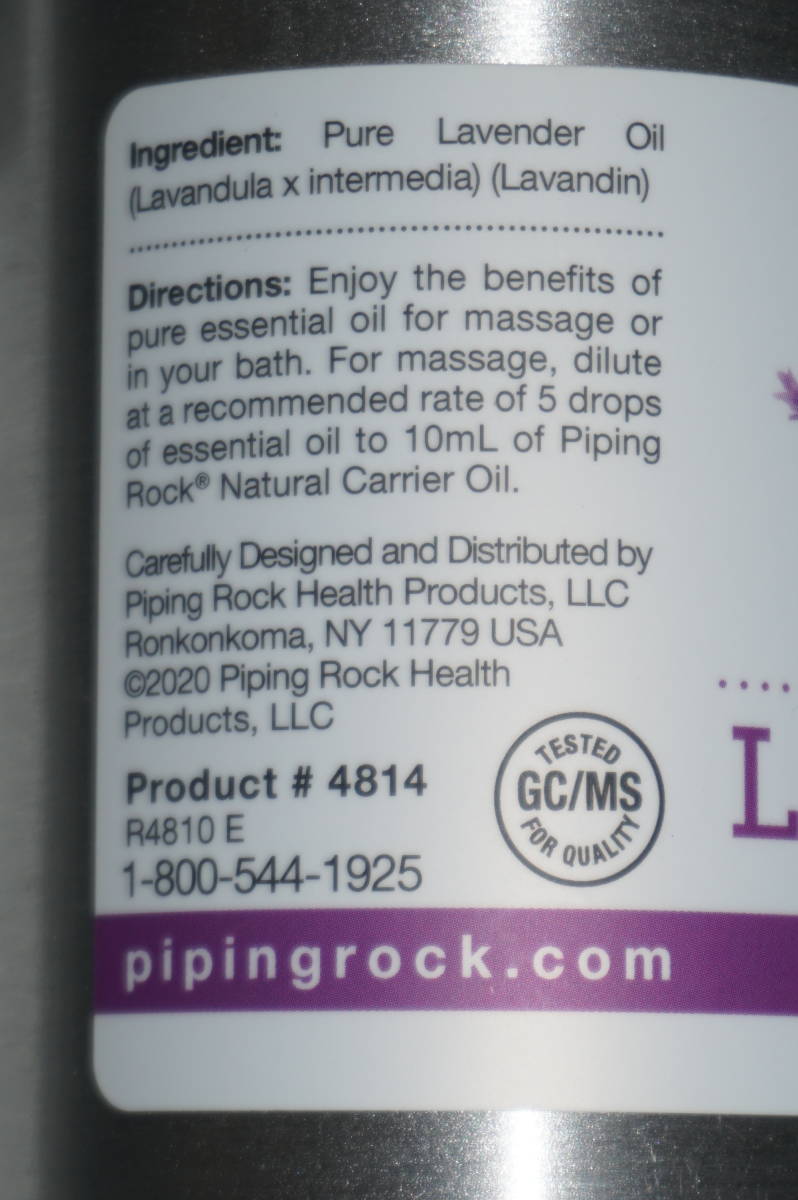 Ingredient: Pure Lavender Oil
(Lavandula x intermedia) (Lavandin)
Directions: Enjoy the benefits of
pure essential oil for massage or
in your bath. For massage, dilute
at a recommended rate of 5 drops
of essential oil to 10mL of Piping
Rock® Natural Carrier Oil.
Carefully Designed and Distributed by
Piping Rock Health Products, LLC
Ronkonkoma, NY 11779 USA
©2020 Piping Rock Health
Products, LLC
Product # 4814
R4810 E
1-800-544-1925
TESTED
GC/MS
FOR QUALITY
L
pipingrock.com